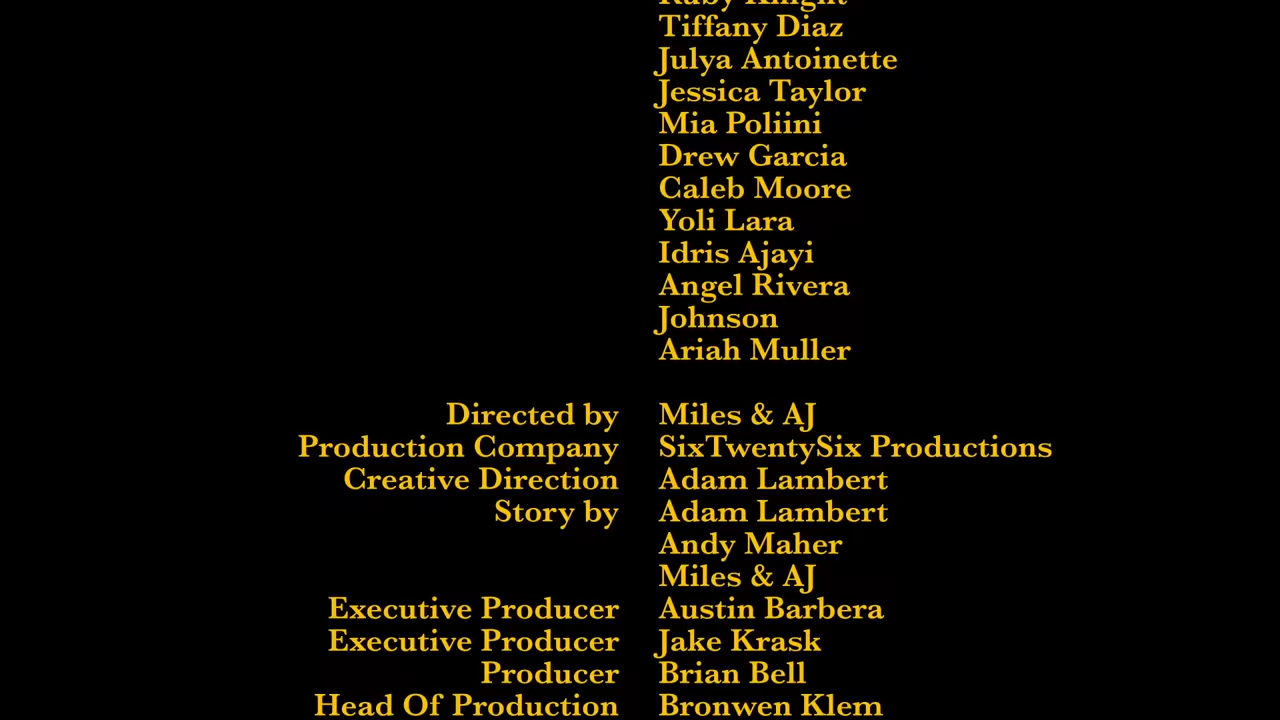 Ruby Knight
Tiffany Diaz
Julya Antoinette
Jessica Taylor
Mia Poliini
Drew Garcia
Caleb Moore
Yoli Lara
Idris Ajayi
Angel Rivera
Johnson
Ariah Muller
Directed by Miles & AJ
Production Company SixTwentySix Productions
Creative Direction Adam Lambert
Story by Adam Lambert
Andy Maher
Miles & AJ
Executive Producer Austin Barbera
Executive Producer Jake Krask
Producer Brian Bell
Head Of Production Bronwen Klem